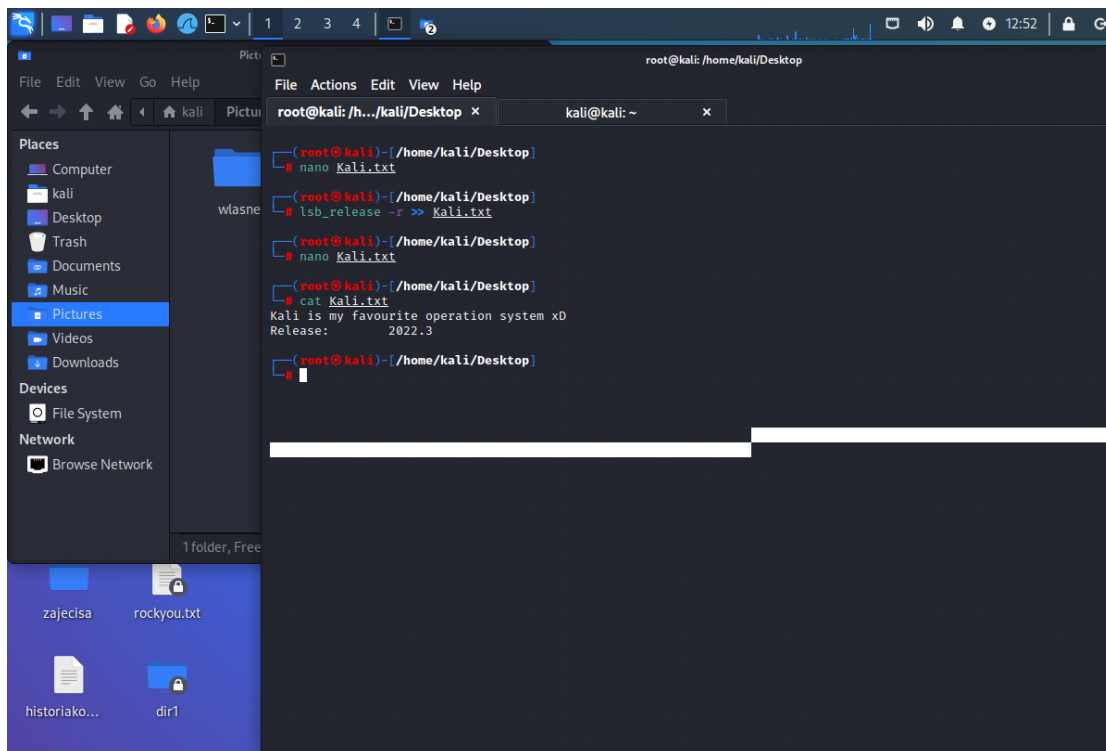 1 2 3 4
2
12:52
Pict
File Edit View Go Help
kali Pictu
Places
Computer
kali
Desktop
Trash
Documents
Music
Pictures
Videos
Downloads
Devices
File System
Network
Browse Network
wlasne
1 folder, Free
root@kali: /home/kali/Desktop
File Actions Edit View Help
root@kali: /h.../kali/Desktop × kali@kali: ~ ×
┌──(root㉿kali)-[/home/kali/Desktop]
└─# nano Kali.txt
┌──(root㉿kali)-[/home/kali/Desktop]
└─# lsb_release -r >> Kali.txt
┌──(root㉿kali)-[/home/kali/Desktop]
└─# nano Kali.txt
┌──(root㉿kali)-[/home/kali/Desktop]
└─# cat Kali.txt
Kali is my favourite operation system xD
Release: 2022.3
┌──(root㉿kali)-[/home/kali/Desktop]
└─#
zajecisa rockyou.txt
historiako... dir1